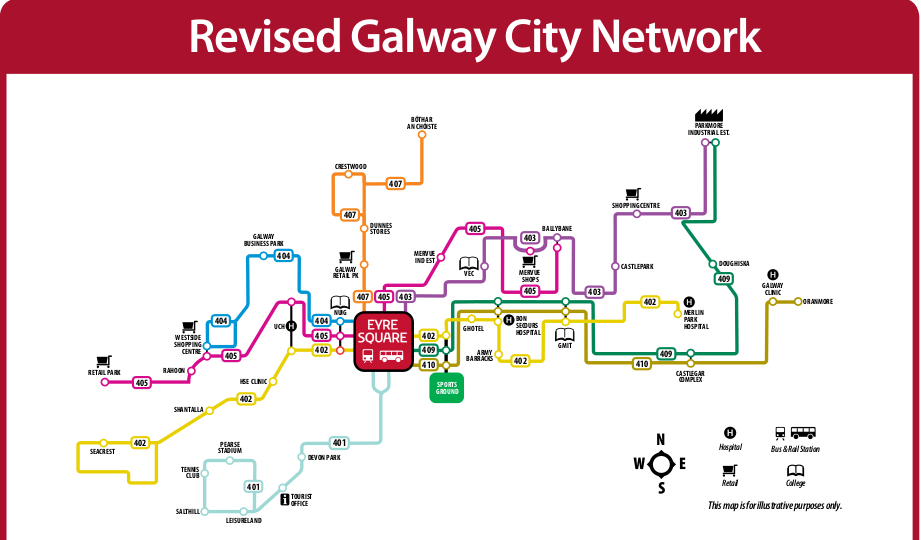 Revised Galway City Network
BÓTHAR
AN CHÓISTE
PARKMORE
INDUSTRIAL EST.
CRESTWOOD
407
407
DUNNES
STORES
SHOPPING CENTRE
403
GALWAY
BUSINESS PARK
404
405
403
BALLYBANE
MERVUE
IND EST
VEC
MERVUE
SHOPS
405
403
CASTLEPARK
DOUGHISKA
409
GALWAY
RETAIL PK
407
405
403
H
GALWAY
CLINIC
ORANMORE
NUIG
404
404
405
402
UCH
H
WESTSIDE
SHOPPING
CENTRE
405
EYRE
SQUARE
402
409
410
G HOTEL
H
BON
SECOURS
HOSPITAL
GMIT
402
H
MERLIN
PARK
HOSPITAL
ARMY
BARRACKS
402
409
410
CASTLEGAR
COMPLEX
RETAIL PARK
405
RAHOON
HSE CLINIC
402
SPORTS
GROUND
SHANTALLA
SEACREST
402
401
PEARSE
STADIUM
DEVON PARK
TENNIS
CLUB
401
TOURIST
OFFICE
SALTHILL
LEISURELAND
N
W
E
S
H
Hospital
Bus & Rail Station
Retail
College
This map is for illustrative purposes only.